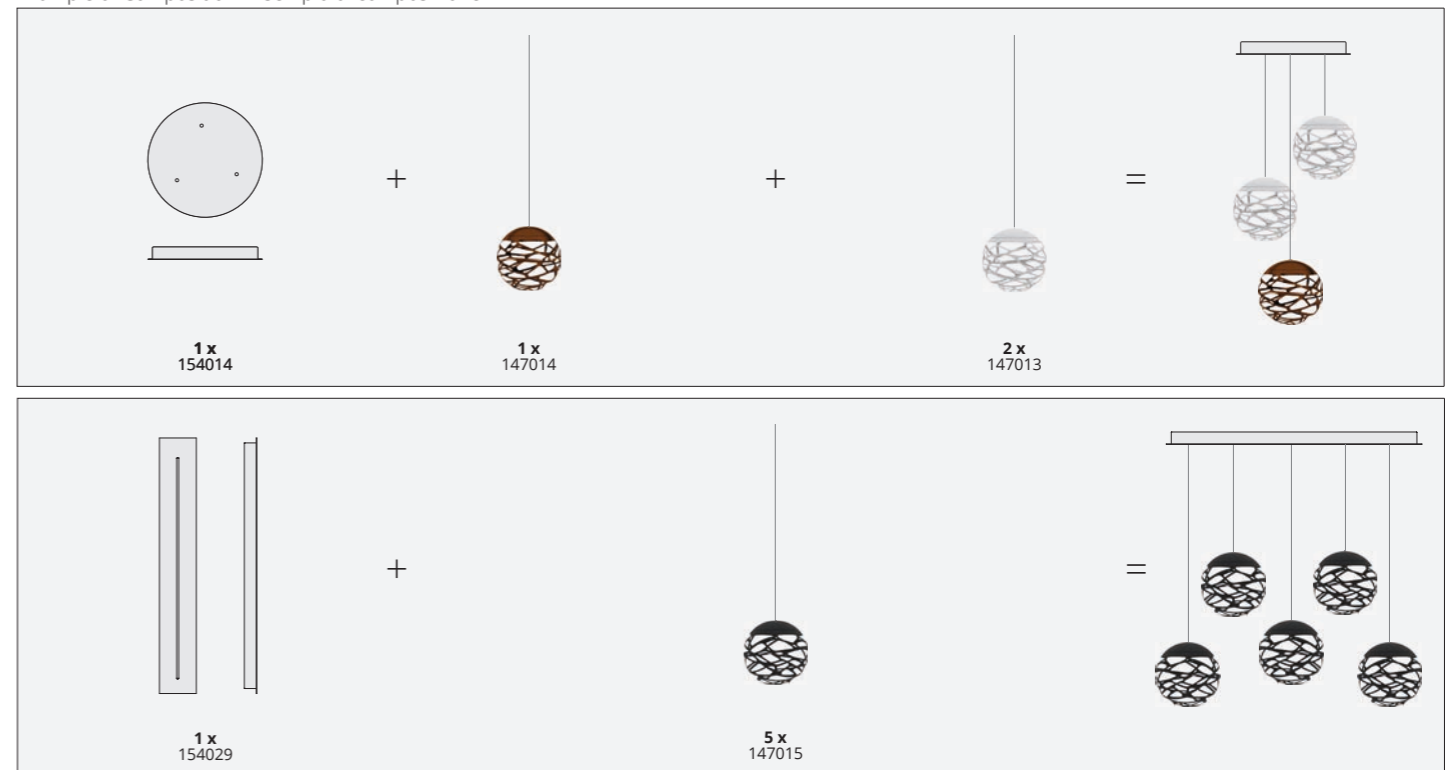 +
+
=
1 x
154014
1 x
147014
2 x
147013
+
=
1 x
154029
5 x
147015